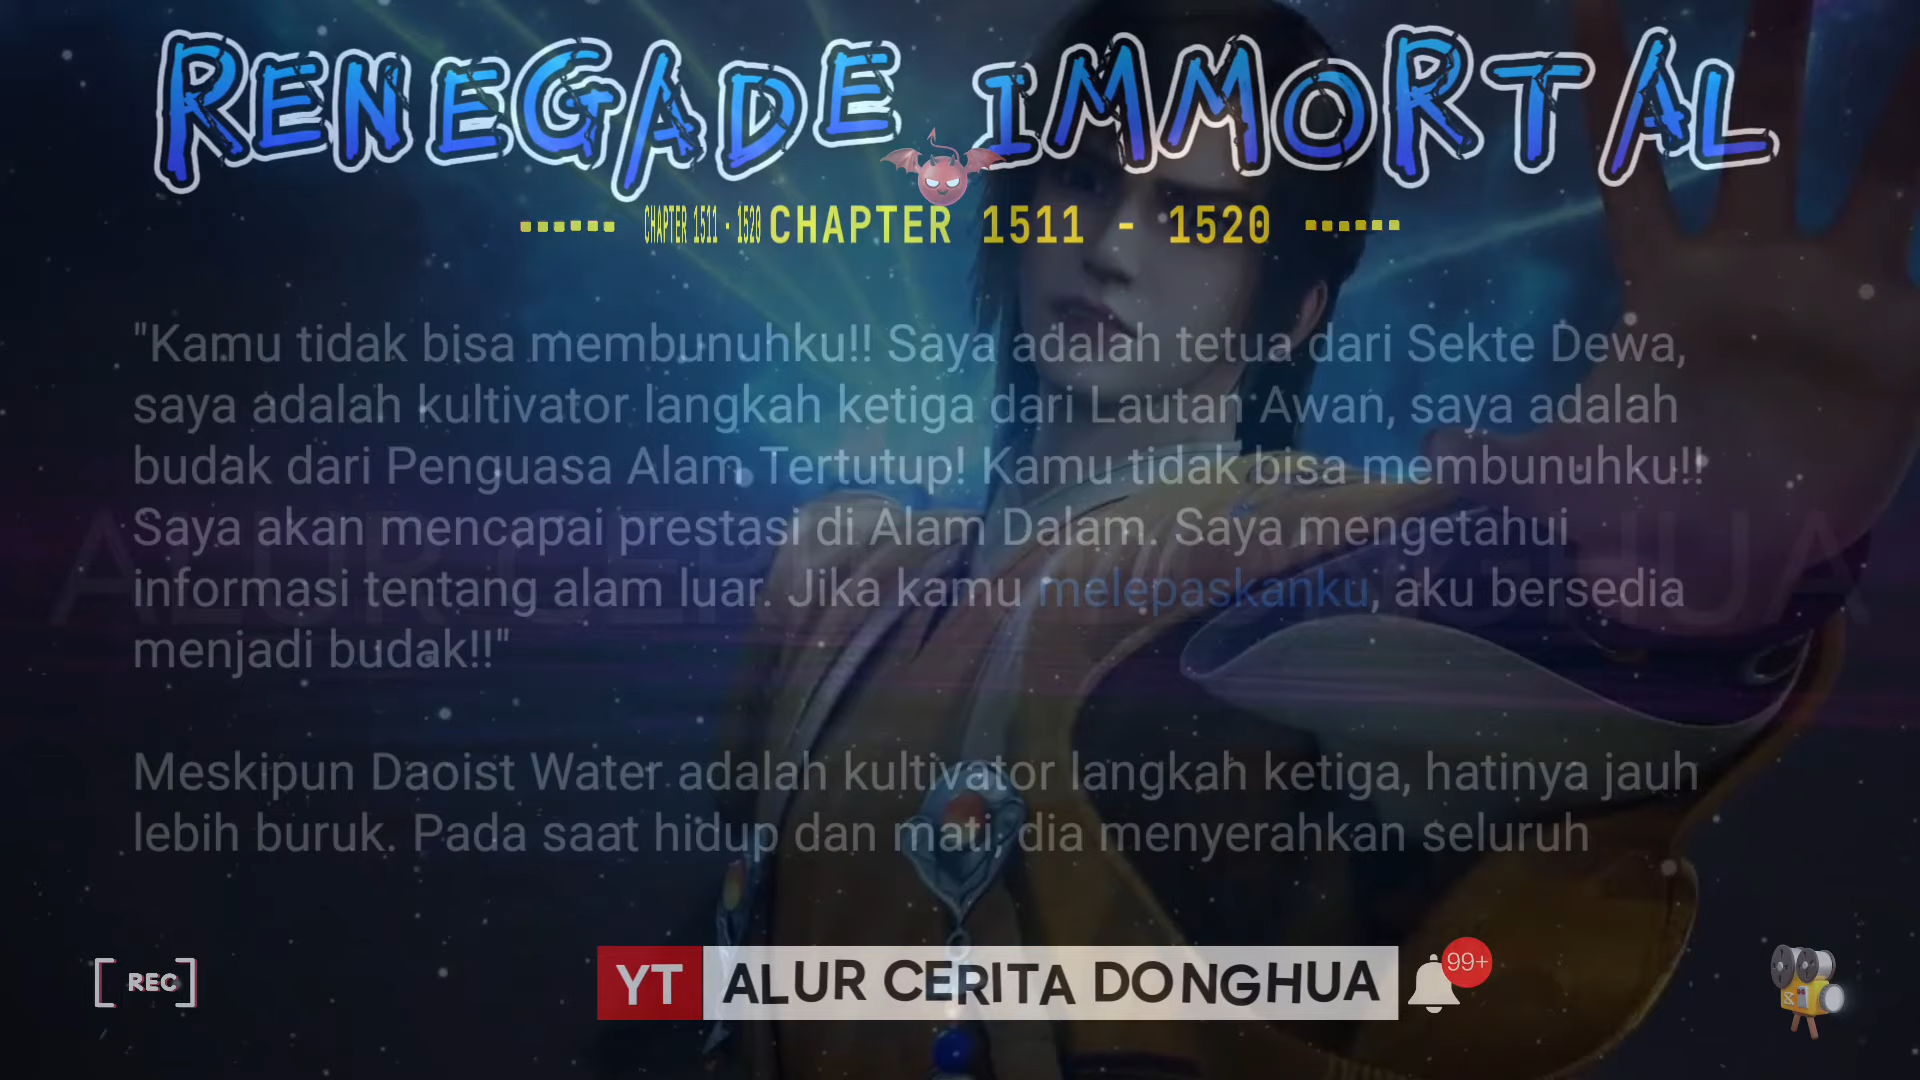 RENEGADE IMMORTAL
CHAPTER 1511 - 1520 CHAPTER 1511 - 1520
"Kamu tidak bisa membunuhku!! Saya adalah tetua dari Sekte Dewa,
saya adalah kultivator langkah ketiga dari Lautan Awan, saya adalah
budak dari Penguasa Alam Tertutup! Kamu tidak bisa membunuhku!!
Saya akan mencapai prestasi di Alam Dalam. Saya mengetahui
ALUR CERITA DONGHUA
informasi tentang alam luar. Jika kamu melepaskanku, aku bersedia
menjadi budak!!"
Meskipun Daoist Water adalah kultivator langkah ketiga, hatinya jauh
lebih buruk. Pada saat hidup dan mati, dia menyerahkan seluruh
REC
YT ALUR CERITA DONGHUA 99+